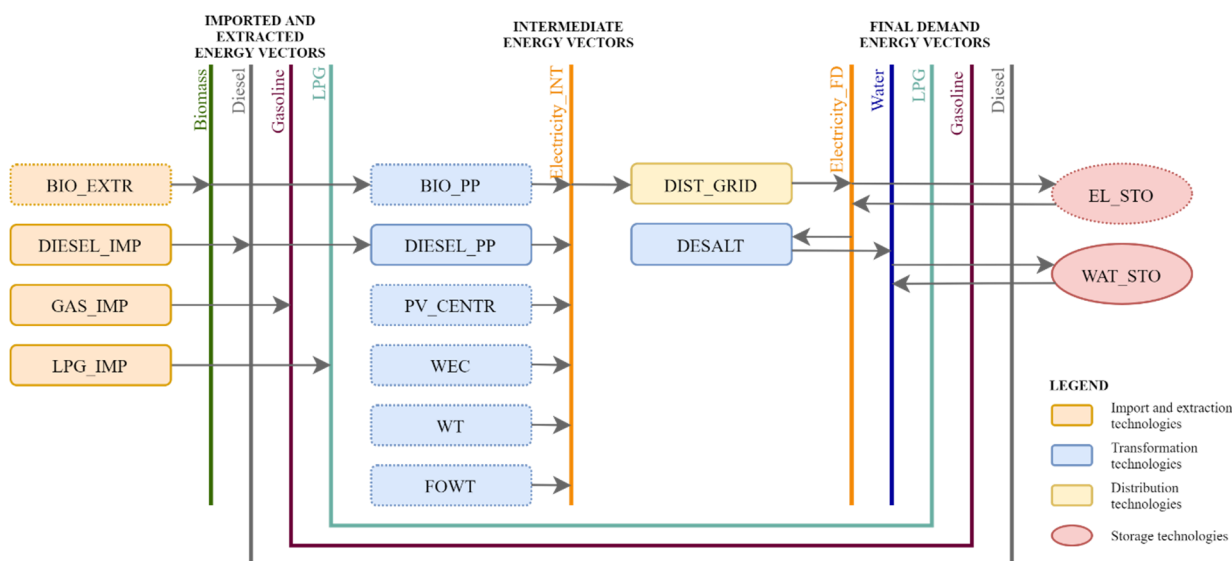 IMPORTED AND
EXTRACTED
ENERGY VECTORS
INTERMEDIATE
ENERGY VECTORS
FINAL DEMAND
ENERGY VECTORS
Biomass
Diesel
Gasoline
LPG
Electricity_INT
Electricity_FD
Water
LPG
Gasoline
Diesel
BIO_EXTR
BIO_PP
DIST_GRID
EL_STO
DIESEL_IMP
DIESEL_PP
DESALT
WAT_STO
GAS_IMP
PV_CENTR
LPG_IMP
WEC
WT
FOWT
LEGEND
Import and extraction
technologies
Transformation
technologies
Distribution
technologies
Storage technologies